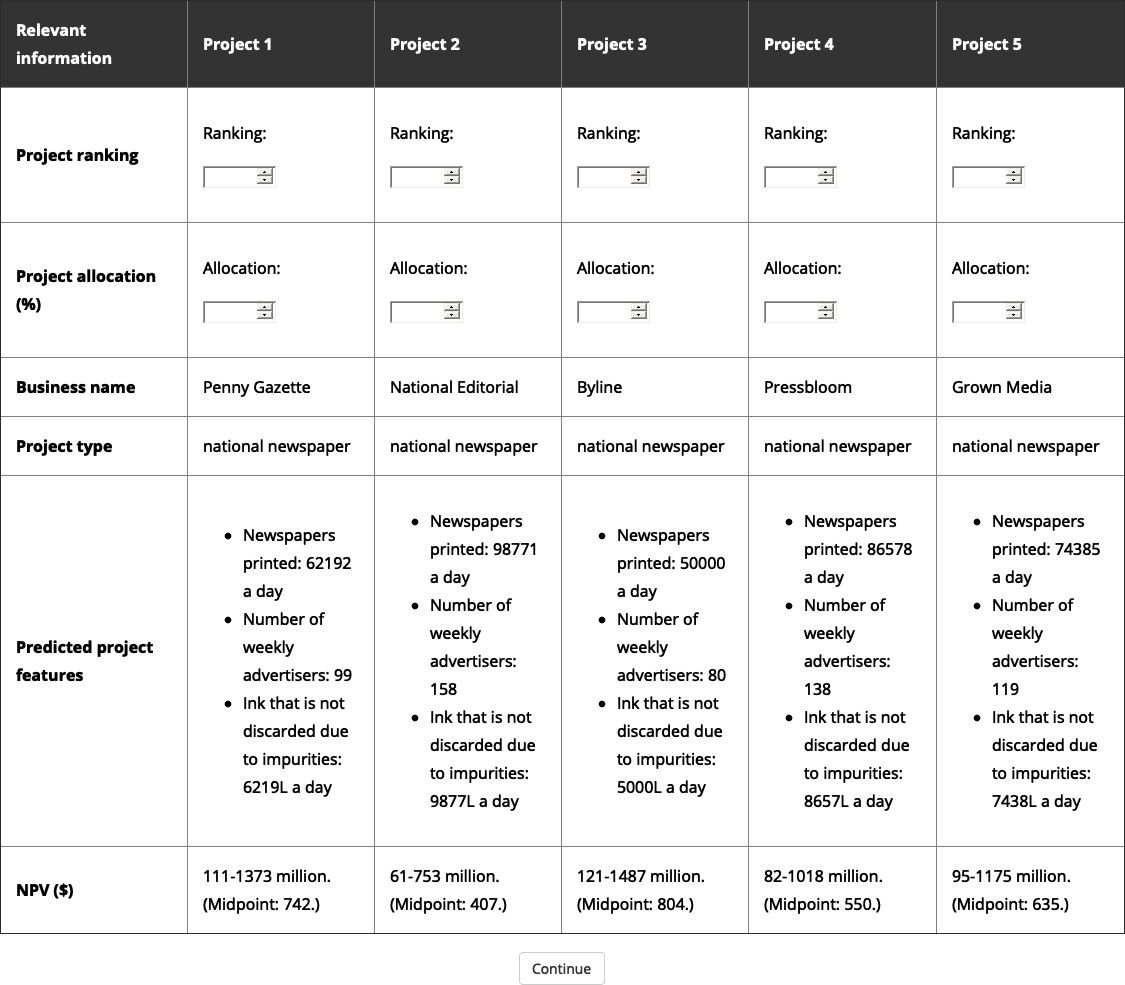 Relevant information
Project 1
Project 2
Project 3
Project 4
Project 5
Project ranking
Ranking:
Ranking:
Ranking:
Ranking:
Ranking:
Project allocation (%)
Allocation:
Allocation:
Allocation:
Allocation:
Allocation:
Business name
Penny Gazette
National Editorial
Byline
Pressbloom
Grown Media
Project type
national newspaper
national newspaper
national newspaper
national newspaper
national newspaper
Predicted project features
• Newspapers printed: 62192 a day
• Number of weekly advertisers: 99
• Ink that is not discarded due to impurities: 6219L a day
• Newspapers printed: 98771 a day
• Number of weekly advertisers: 158
• Ink that is not discarded due to impurities: 9877L a day
• Newspapers printed: 50000 a day
• Number of weekly advertisers: 80
• Ink that is not discarded due to impurities: 5000L a day
• Newspapers printed: 86578 a day
• Number of weekly advertisers: 138
• Ink that is not discarded due to impurities: 8657L a day
• Newspapers printed: 74385 a day
• Number of weekly advertisers: 119
• Ink that is not discarded due to impurities: 7438L a day
NPV ($)
111-1373 million. (Midpoint: 742.)
61-753 million. (Midpoint: 407.)
121-1487 million. (Midpoint: 804.)
82-1018 million. (Midpoint: 550.)
95-1175 million. (Midpoint: 635.)
Continue